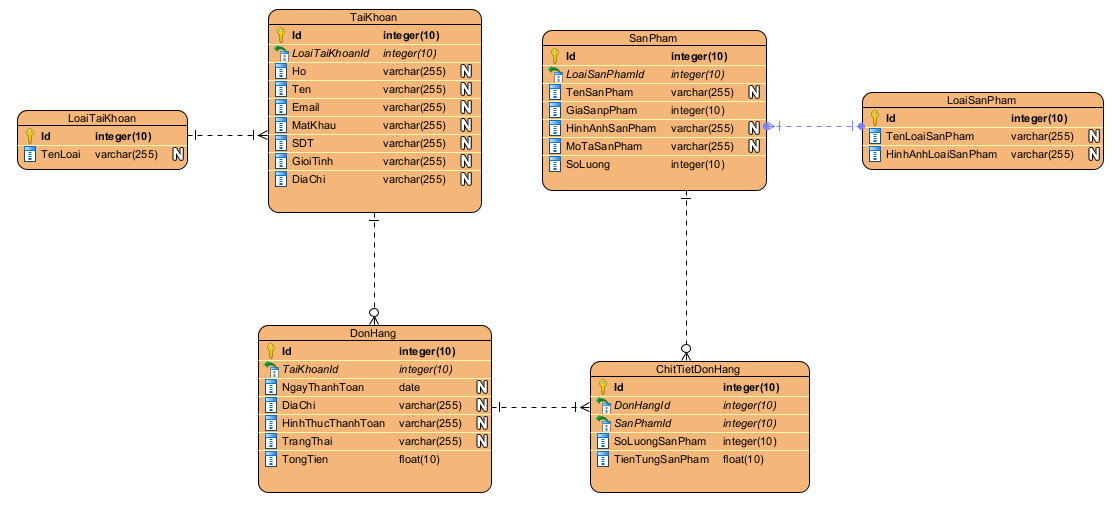 TaiKhoan
Id integer(10)
LoaiTaiKhoanId integer(10)
Ho varchar(255) N
Ten varchar(255) N
Email varchar(255) N
MatKhau varchar(255) N
SDT varchar(255) N
GioiTinh varchar(255) N
DiaChi varchar(255) N
SanPham
Id integer(10)
LoaiSanPhamId integer(10)
TenSanPham varchar(255) N
GiaSanpPham integer(10)
HinhAnhSanPham varchar(255) N
MoTaSanPham varchar(255) N
SoLuong integer(10)
LoaiTaiKhoan
Id integer(10)
TenLoai varchar(255) N
LoaiSanPham
Id integer(10)
TenLoaiSanPham varchar(255) N
HinhAnhLoaiSanPham varchar(255) N
DonHang
Id integer(10)
TaiKhoanId integer(10)
NgayThanhToan date N
DiaChi varchar(255) N
HinhThucThanhToan varchar(255) N
TrangThai varchar(255) N
TongTien float(10)
ChitTietDonHang
Id integer(10)
DonHangId integer(10)
SanPhamId integer(10)
SoLuongSanPham integer(10)
TienTungSanPham float(10)